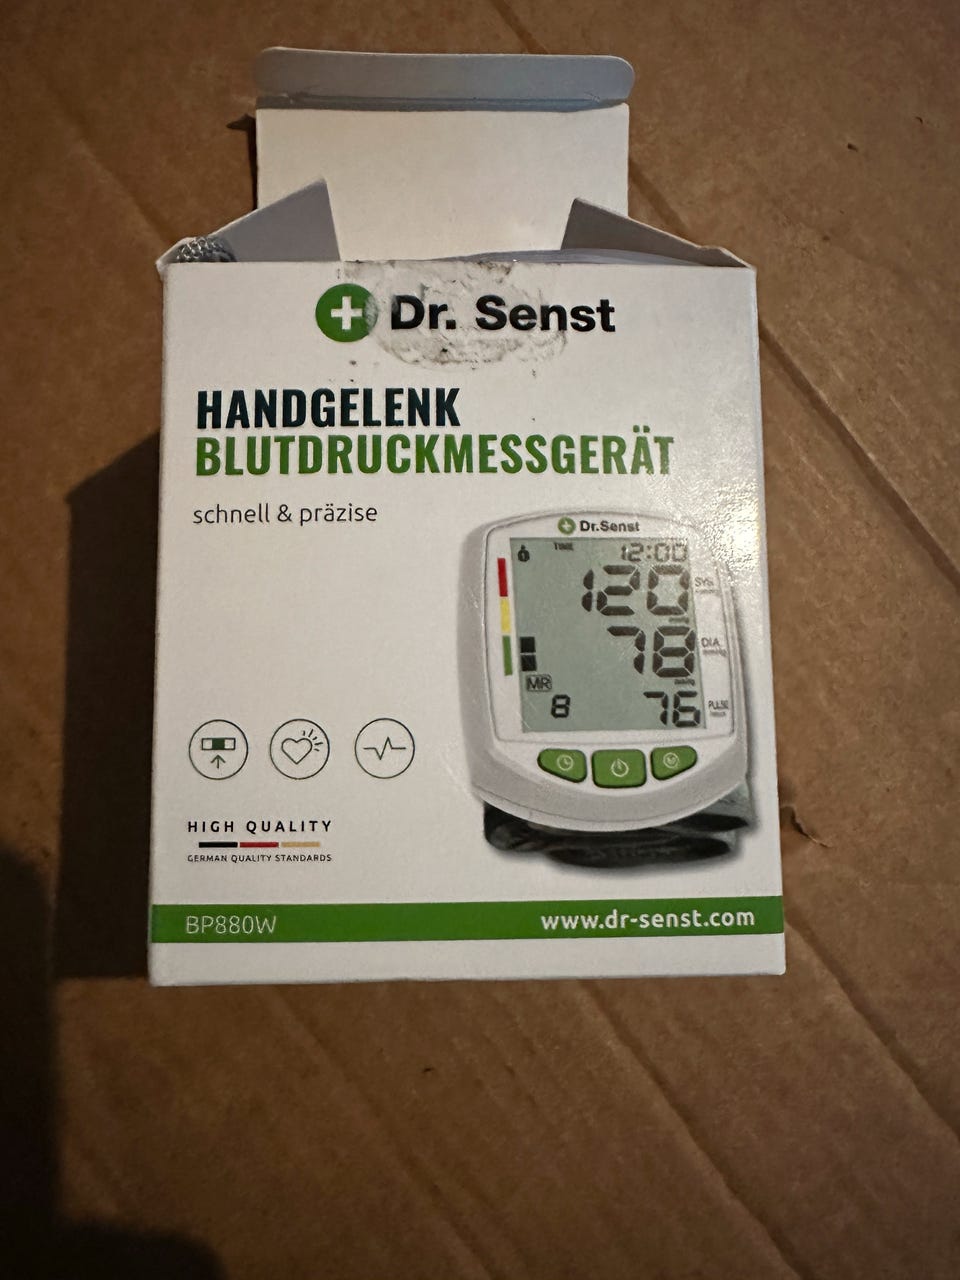 Dr. Senst
HANDGELENK
BLUTDRUCKMESSGERÄT
schnell & präzise
Dr.Senst
TIME 12:00
120 SYS.
78 DIA.
mmHg
MR
8 76 PULSE
HIGH QUALITY
GERMAN QUALITY STANDARDS
BP880W www.dr-senst.com